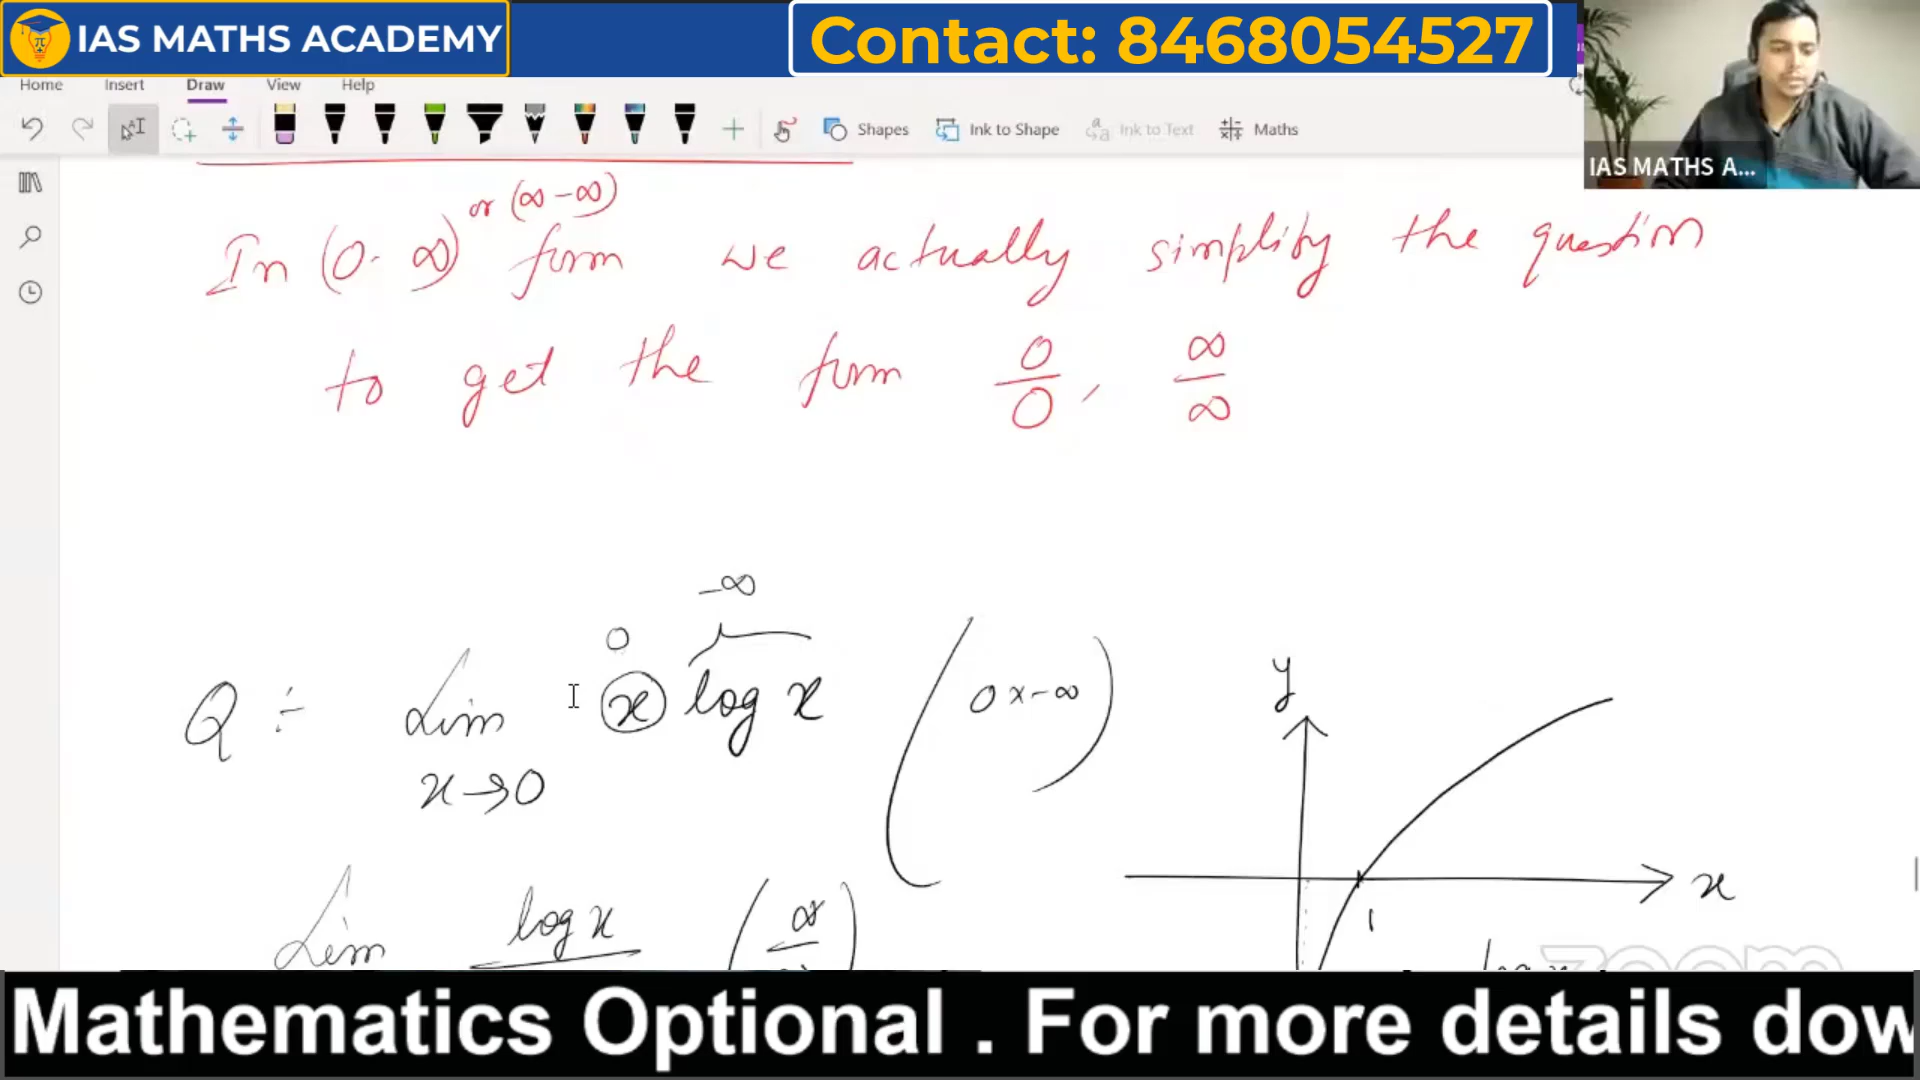 IAS MATHS ACADEMY
Contact: 8468054527
Home Insert Draw View Help
Shapes Ink to Shape Ink to Text Maths
IAS MATHS A...
or (∞ - ∞)
In (0. ∞) form we actually simplify the question
to get the form 0/0, ∞/∞
-∞
0
Q ÷ Lim x log x (0 x -∞)
x→0
y
x
1
Lim log x (∞
log x
zoom
Mathematics Optional . For more details dow